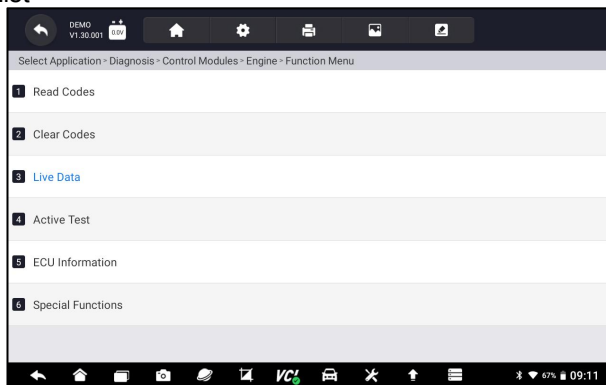 DEMO
V1.30.001
0.0V
Select Application > Diagnosis > Control Modules > Engine > Function Menu
1 Read Codes
2 Clear Codes
3 Live Data
4 Active Test
5 ECU Information
6 Special Functions
VCI 67% 09:11